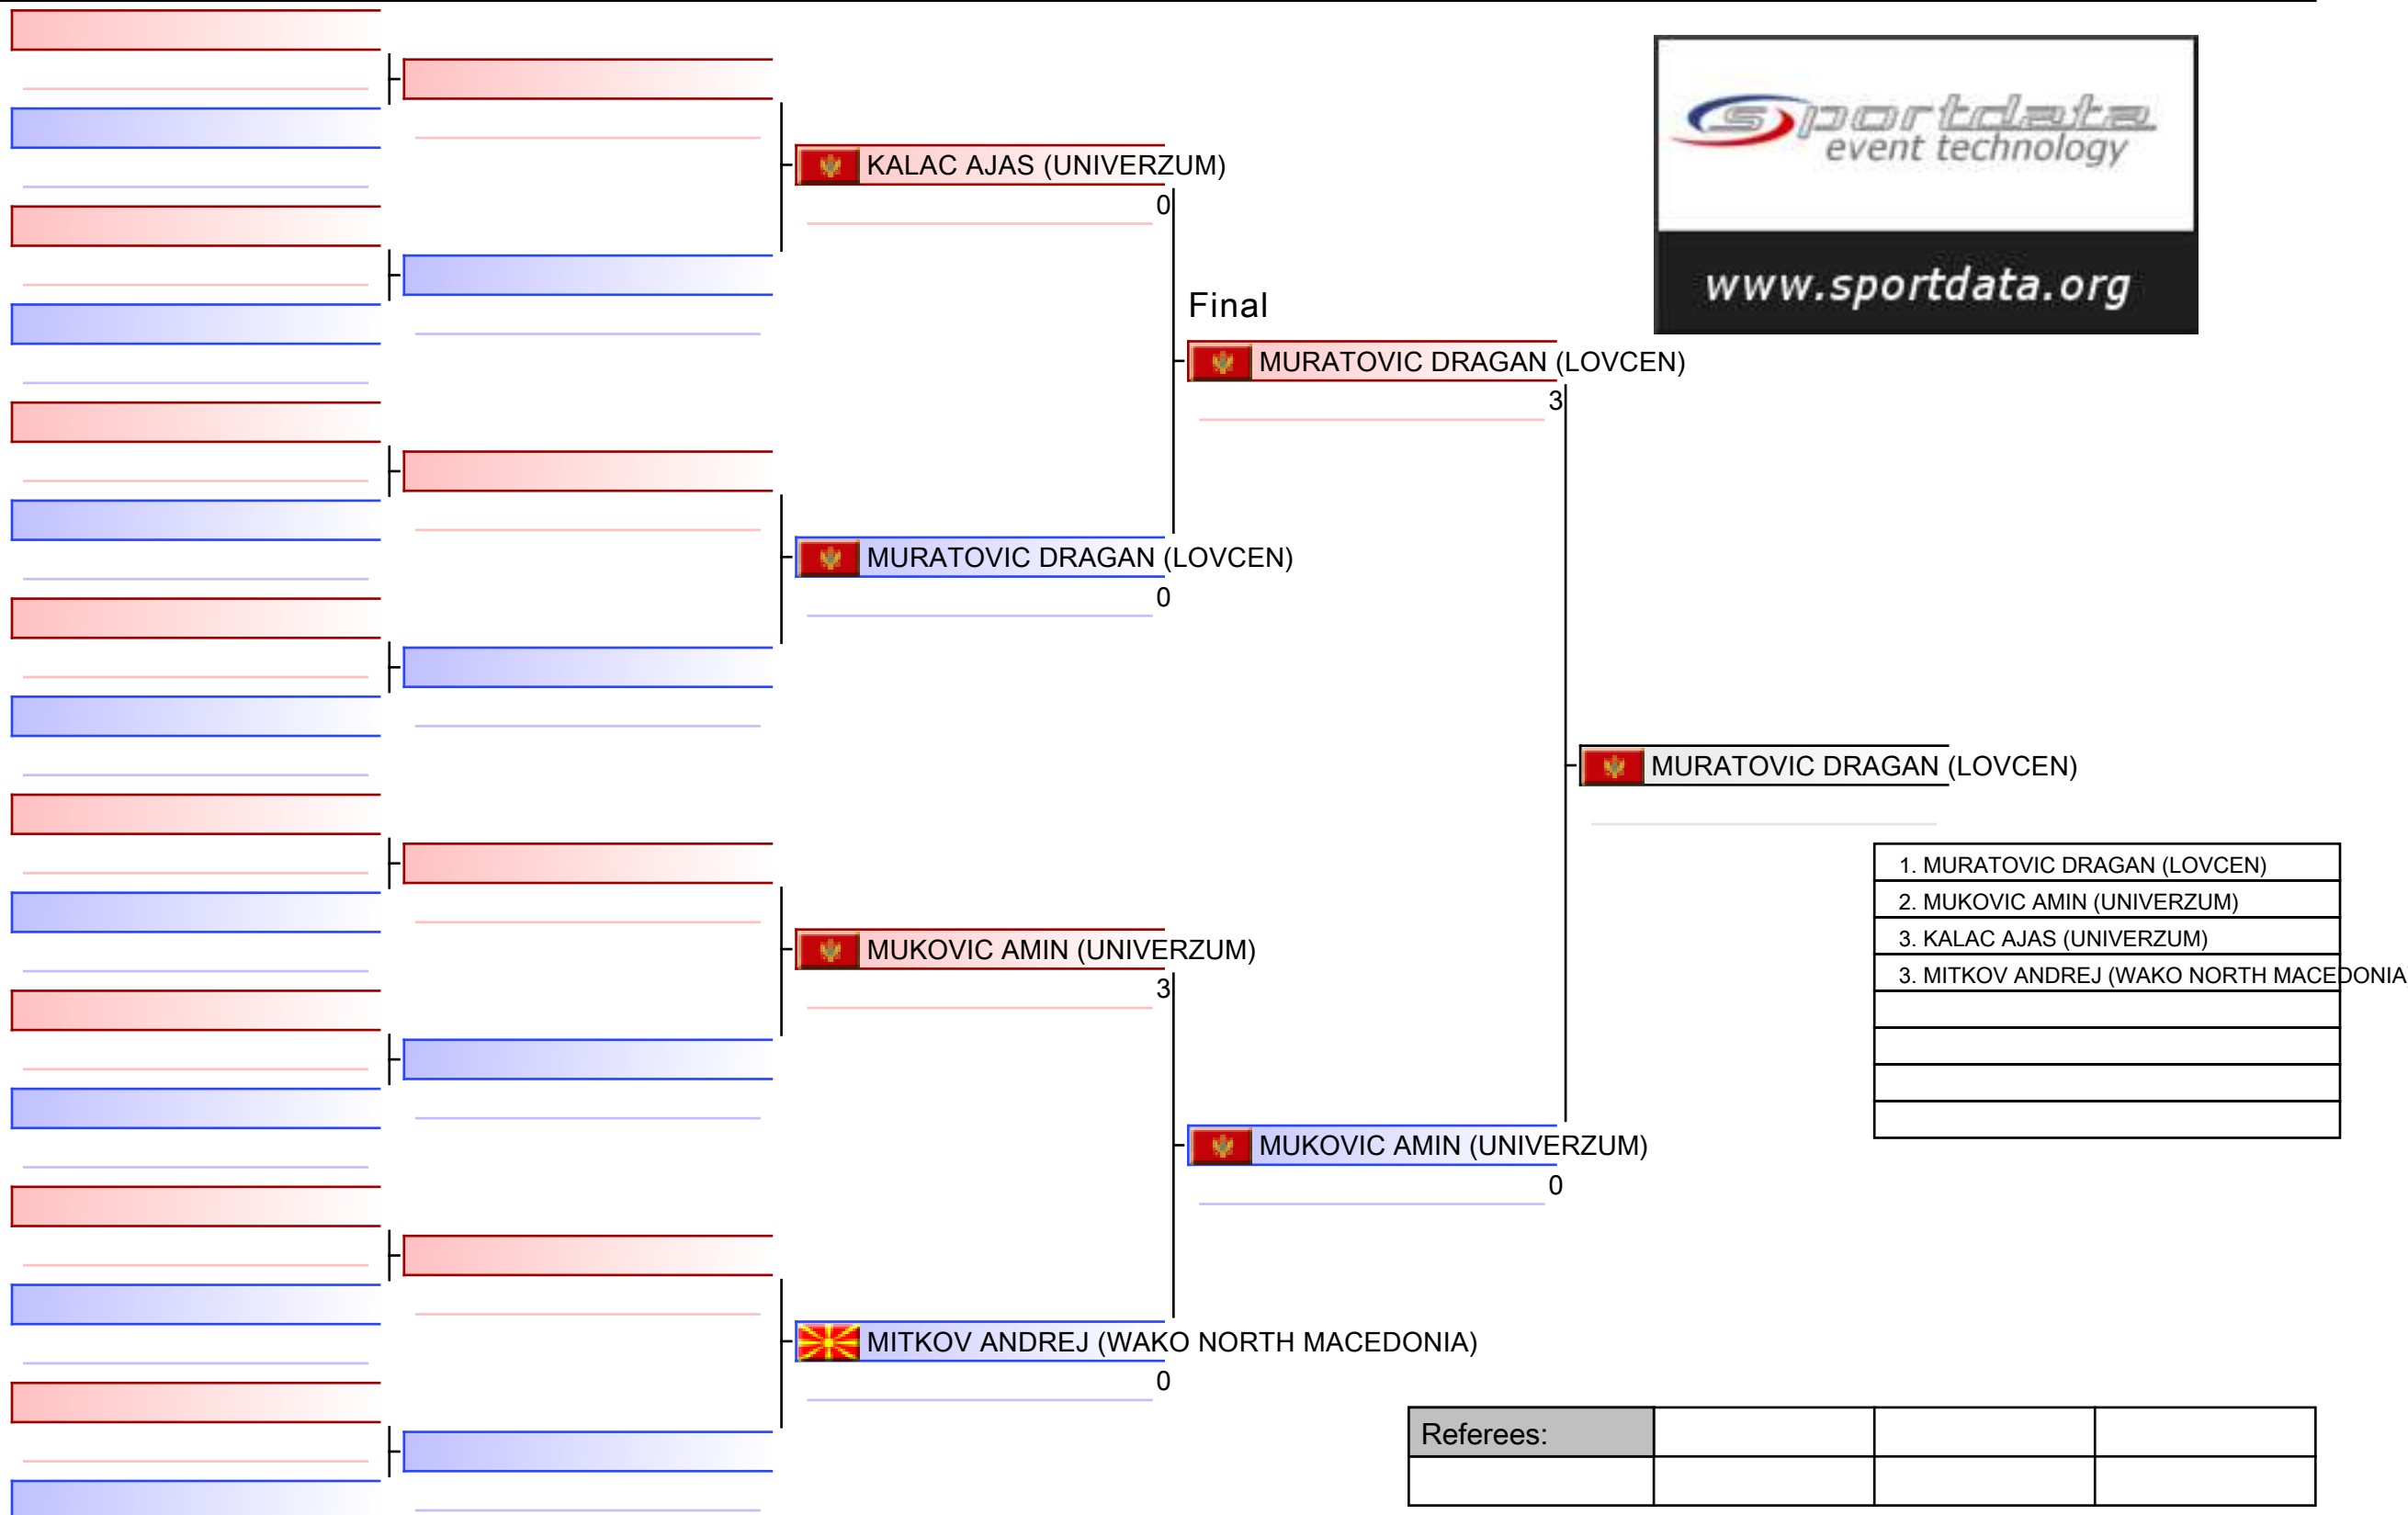 sportdata
event technology
www.sportdata.org
KALAC AJAS (UNIVERZUM)
0
Final
MURATOVIC DRAGAN (LOVCEN)
3
MURATOVIC DRAGAN (LOVCEN)
0
MURATOVIC DRAGAN (LOVCEN)
1. MURATOVIC DRAGAN (LOVCEN)
2. MUKOVIC AMIN (UNIVERZUM)
3. KALAC AJAS (UNIVERZUM)
3. MITKOV ANDREJ (WAKO NORTH MACEDONIA
MUKOVIC AMIN (UNIVERZUM)
3
MUKOVIC AMIN (UNIVERZUM)
0
MITKOV ANDREJ (WAKO NORTH MACEDONIA)
0
Referees: